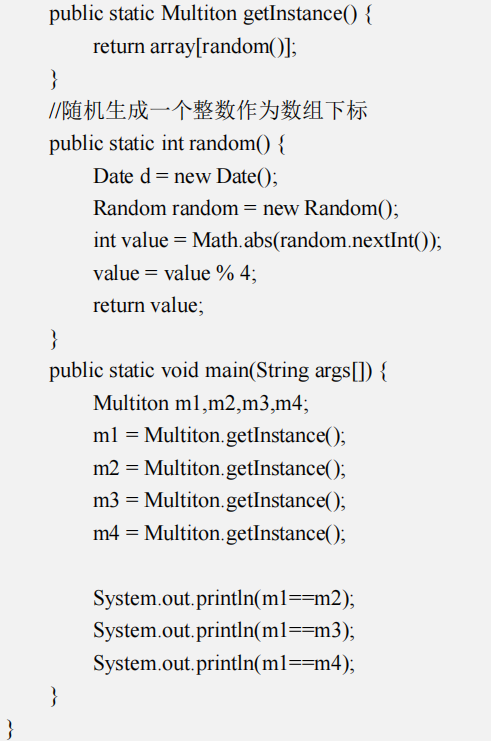 public static Multiton getInstance() {
return array[random()];
}
//随机生成一个整数作为数组下标
public static int random() {
Date d = new Date();
Random random = new Random();
int value = Math.abs(random.nextInt());
value = value % 4;
return value;
}
public static void main(String args[]) {
Multiton m1,m2,m3,m4;
m1 = Multiton.getInstance();
m2 = Multiton.getInstance();
m3 = Multiton.getInstance();
m4 = Multiton.getInstance();
System.out.println(m1==m2);
System.out.println(m1==m3);
System.out.println(m1==m4);
}
}